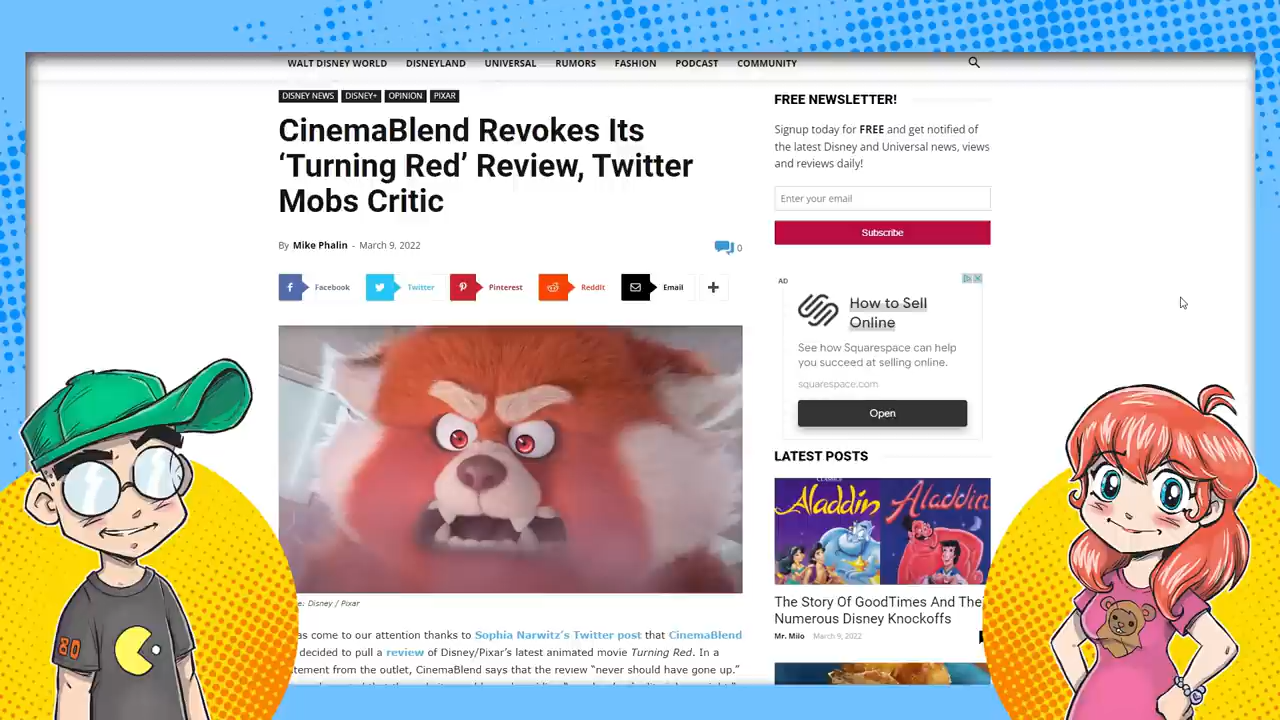 WALT DISNEY WORLD DISNEYLAND UNIVERSAL RUMORS FASHION PODCAST COMMUNITY
DISNEY NEWS DISNEY+ OPINION PIXAR
CinemaBlend Revokes Its
‘Turning Red’ Review, Twitter
Mobs Critic
By Mike Phalin - March 9, 2022
0
Facebook Twitter Pinterest ReddIt Email
Disney / Pixar
as come to our attention thanks to Sophia Narwitz’s Twitter post that CinemaBlend
decided to pull a review of Disney/Pixar’s latest animated movie Turning Red. In a
tement from the outlet, CinemaBlend says that the review “never should have gone up.”
FREE NEWSLETTER!
Signup today for FREE and get notified of
the latest Disney and Universal news, views
and reviews daily!
Enter your email
Subscribe
AD
How to Sell
Online
See how Squarespace can help
you succeed at selling online.
squarespace.com
Open
LATEST POSTS
CLASSICS
Aladdin Aladdin
The Story Of GoodTimes And The
Numerous Disney Knockoffs
Mr. Milo March 9, 2022
80